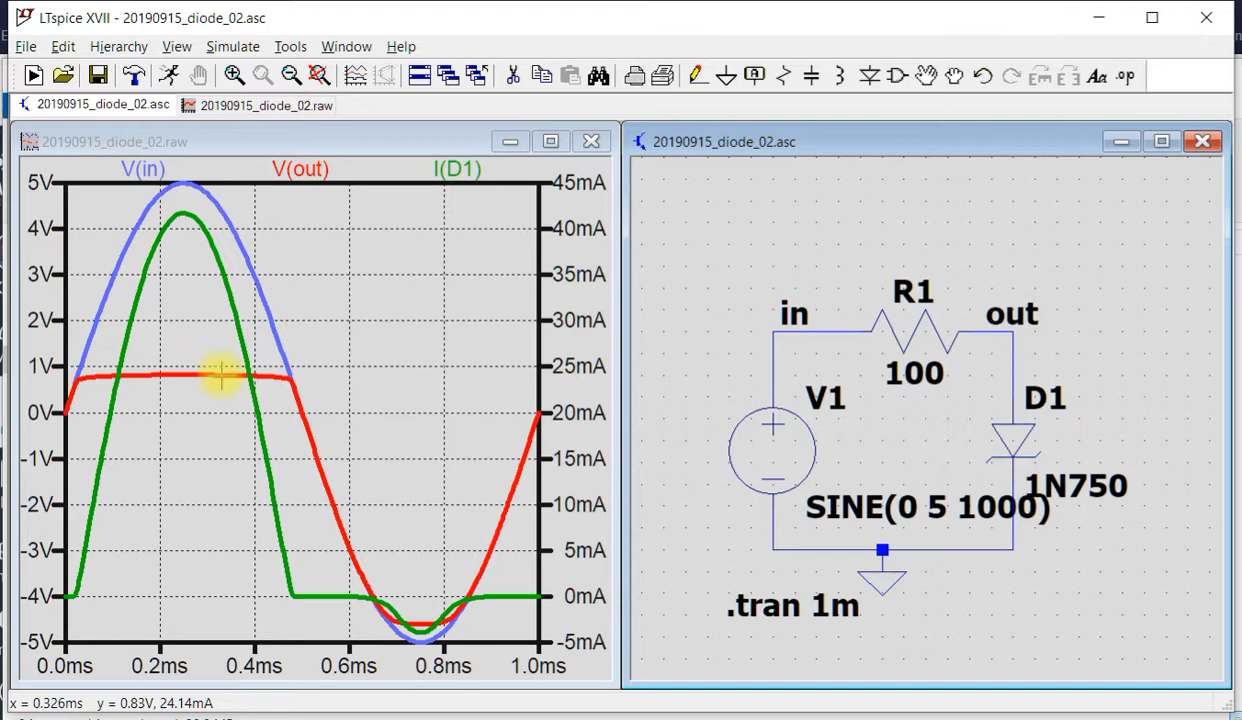 LTspice XVII - 20190915_diode_02.asc
File Edit Hierarchy View Simulate Tools Window Help
Aa .op
20190915_diode_02.asc 20190915_diode_02.raw
20190915_diode_02.raw
V(in) V(out) I(D1)
5V 45mA
4V 40mA
3V 35mA
2V 30mA
1V 25mA
0V 20mA
-1V 15mA
-2V 10mA
-3V 5mA
-4V 0mA
-5V -5mA
0.0ms 0.2ms 0.4ms 0.6ms 0.8ms 1.0ms
20190915_diode_02.asc
R1
in out
100
V1 D1
1N750
SINE(0 5 1000)
.tran 1m
x = 0.326ms y = 0.83V, 24.14mA